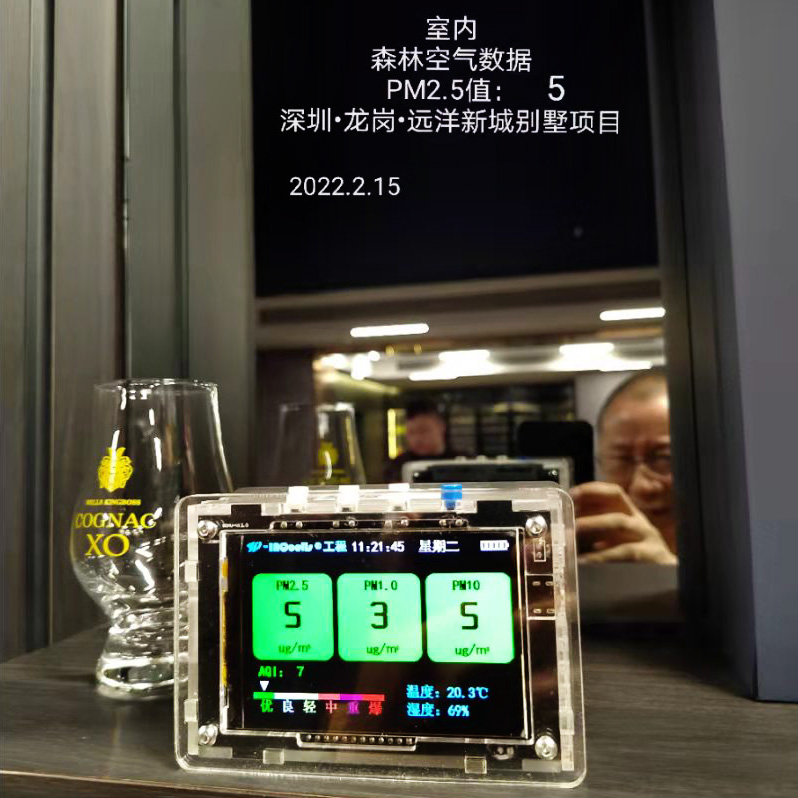 室内
森林空气数据
PM2.5值： 5
深圳•龙岗•远洋新城别墅项目
2022.2.15
COGNAC
XO
工程 11:21:45 星期二
PM2.5 PM1.0 PM10
5 3 5
ug/m³ ug/m³ ug/m³
AQI: 7
优 良 轻 中 重 爆
温度: 20.3℃
湿度: 69%